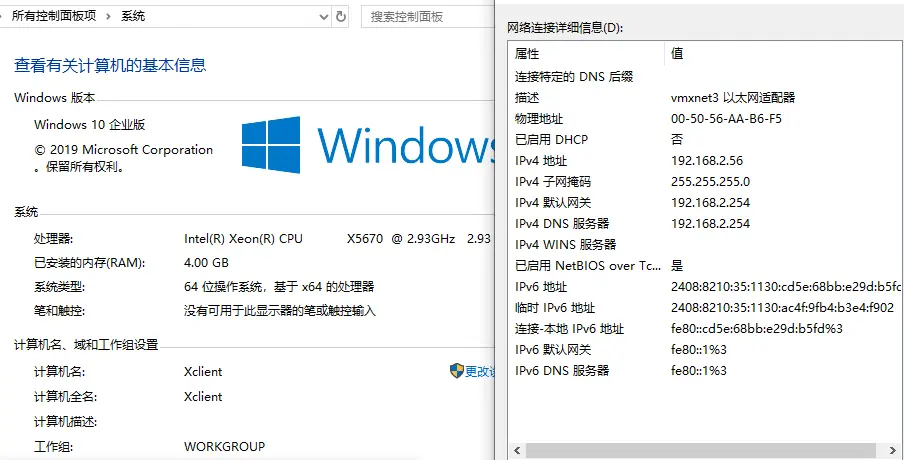 所有控制面板项 > 系统
搜索控制面板
查看有关计算机的基本信息
Windows 版本
Windows 10 企业版
© 2019 Microsoft Corporation
。保留所有权利。
Windows
系统
处理器: Intel(R) Xeon(R) CPU X5670 @ 2.93GHz 2.93
已安装的内存(RAM): 4.00 GB
系统类型: 64 位操作系统，基于 x64 的处理器
笔和触控: 没有可用于此显示器的笔或触控输入
计算机名、域和工作组设置
计算机名: Xclient
更改设
计算机全名: Xclient
计算机描述:
工作组: WORKGROUP
网络连接详细信息(D):
属性 值
连接特定的 DNS 后缀
描述 vmxnet3 以太网适配器
物理地址 00-50-56-AA-B6-F5
已启用 DHCP 否
IPv4 地址 192.168.2.56
IPv4 子网掩码 255.255.255.0
IPv4 默认网关 192.168.2.254
IPv4 DNS 服务器 192.168.2.254
IPv4 WINS 服务器
已启用 NetBIOS over Tc... 是
IPv6 地址 2408:8210:35:1130:cd5e:68bb:e29d:b5fd
临时 IPv6 地址 2408:8210:35:1130:ac4f:9fb4:b3e4:f902
连接-本地 IPv6 地址 fe80::cd5e:68bb:e29d:b5fd%3
IPv6 默认网关 fe80::1%3
IPv6 DNS 服务器 fe80::1%3